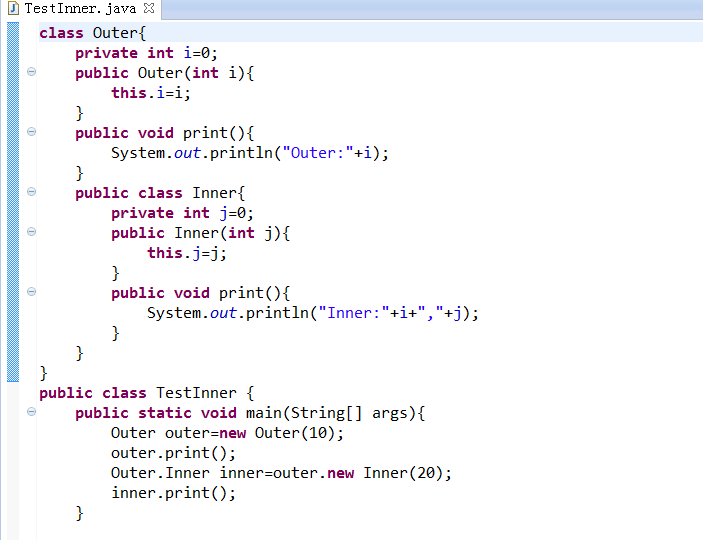 TestInner.java
class Outer{
    private int i=0;
    public Outer(int i){
        this.i=i;
    }
    public void print(){
        System.out.println("Outer:"+i);
    }
    public class Inner{
        private int j=0;
        public Inner(int j){
            this.j=j;
        }
        public void print(){
            System.out.println("Inner:"+i+","+j);
        }
    }
}
public class TestInner {
    public static void main(String[] args){
        Outer outer=new Outer(10);
        outer.print();
        Outer.Inner inner=outer.new Inner(20);
        inner.print();
    }